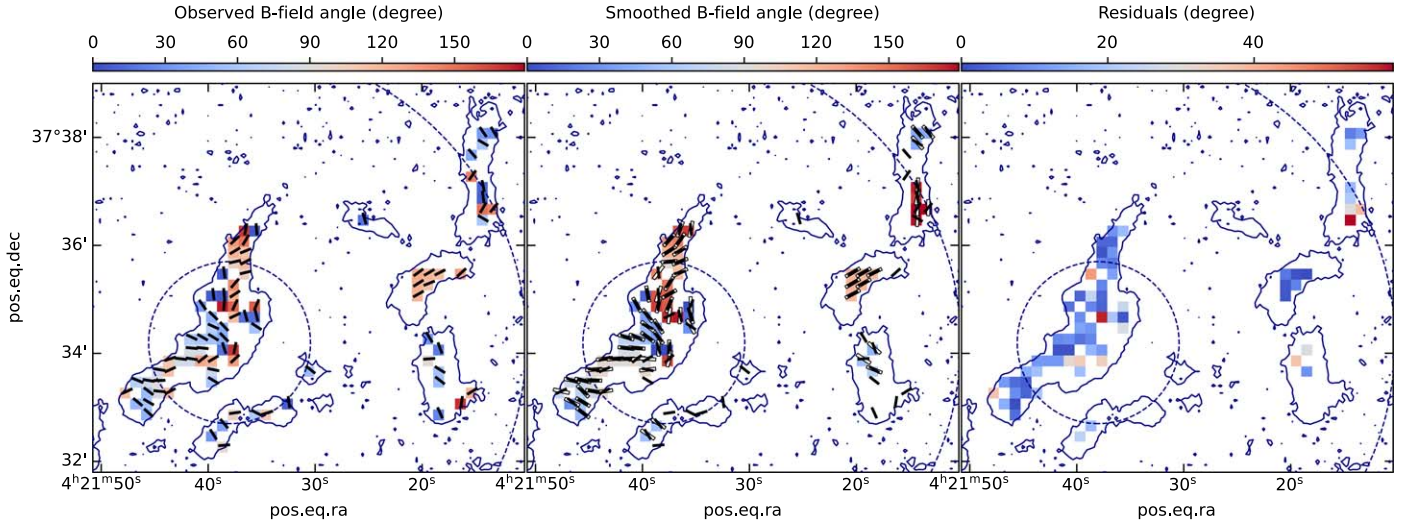 Observed B-field angle (degree)
Smoothed B-field angle (degree)
Residuals (degree)
0 30 60 90 120 150
0 30 60 90 120 150
0 20 40
37°38'
36'
34'
32'
pos.eq.dec
4ʰ21ᵐ50ˢ 40ˢ 30ˢ 20ˢ
4ʰ21ᵐ50ˢ 40ˢ 30ˢ 20ˢ
4ʰ21ᵐ50ˢ 40ˢ 30ˢ 20ˢ
pos.eq.ra
pos.eq.ra
pos.eq.ra